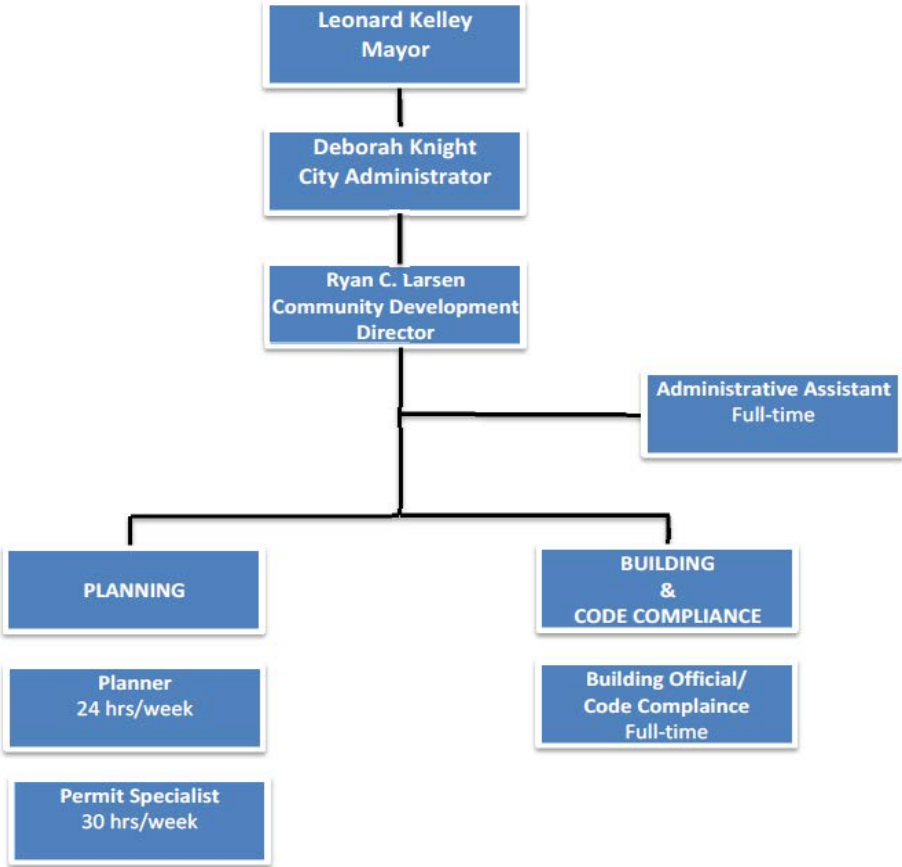 Leonard Kelley
Mayor
Deborah Knight
City Administrator
Ryan C. Larsen
Community Development
Director
Administrative Assistant
Full-time
PLANNING
BUILDING
&
CODE COMPLIANCE
Planner
24 hrs/week
Building Official/
Code Complaince
Full-time
Permit Specialist
30 hrs/week